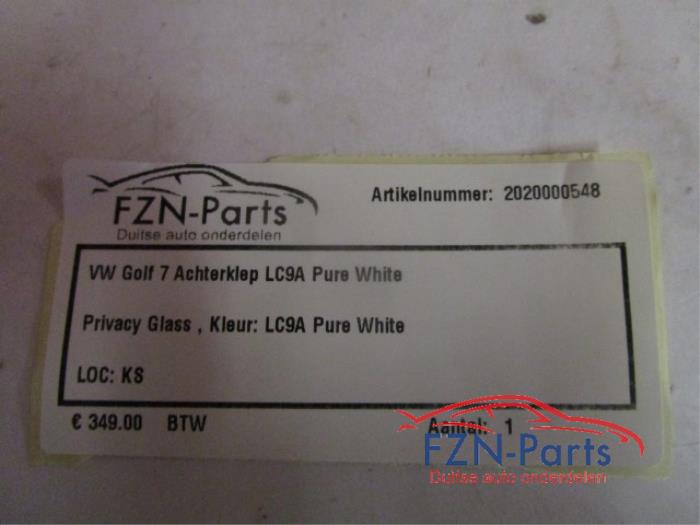 FZN-Parts
Duitse auto onderdelen
Artikelnummer: 2020000548
VW Golf 7 Achterklep LC9A Pure White
Privacy Glass , Kleur: LC9A Pure White
LOC: KS
€ 349.00 BTW
Aantal: 1
FZN-Parts
Duitse auto onderdelen